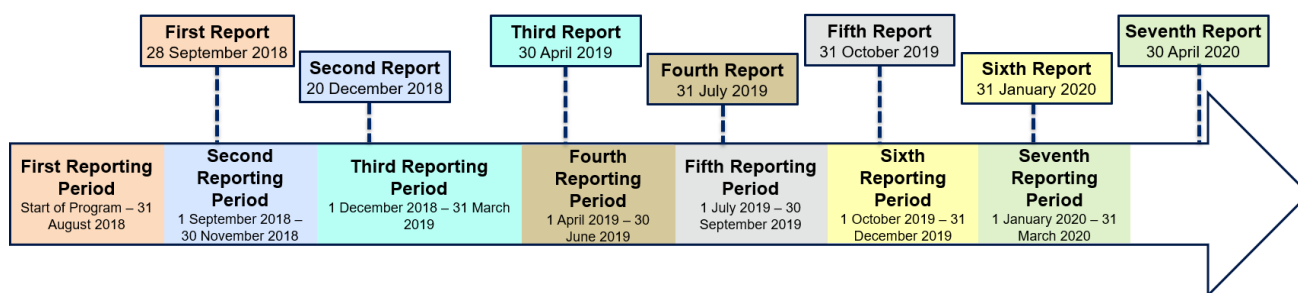 First Report
28 September 2018
Second Report
20 December 2018
Third Report
30 April 2019
Fourth Report
31 July 2019
Fifth Report
31 October 2019
Sixth Report
31 January 2020
Seventh Report
30 April 2020
First Reporting
Period
Start of Program – 31
August 2018
Second
Reporting
Period
1 September 2018 –
30 November 2018
Third Reporting
Period
1 December 2018 – 31 March
2019
Fourth
Reporting
Period
1 April 2019 – 30
June 2019
Fifth Reporting
Period
1 July 2019 – 30
September 2019
Sixth
Reporting
Period
1 October 2019 – 31
December 2019
Seventh
Reporting
Period
1 January 2020 – 31
March 2020